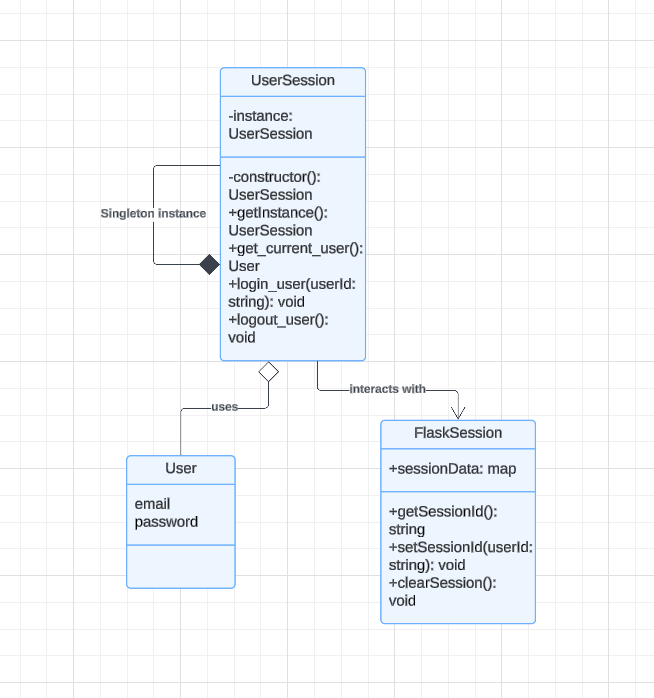 UserSession
-instance:
UserSession
-constructor():
UserSession
+getInstance():
UserSession
+get_current_user():
User
+login_user(userId:
string): void
+logout_user():
void
Singleton instance
uses
interacts with
User
email
password
FlaskSession
+sessionData: map
+getSessionId():
string
+setSessionId(userId:
string): void
+clearSession():
void